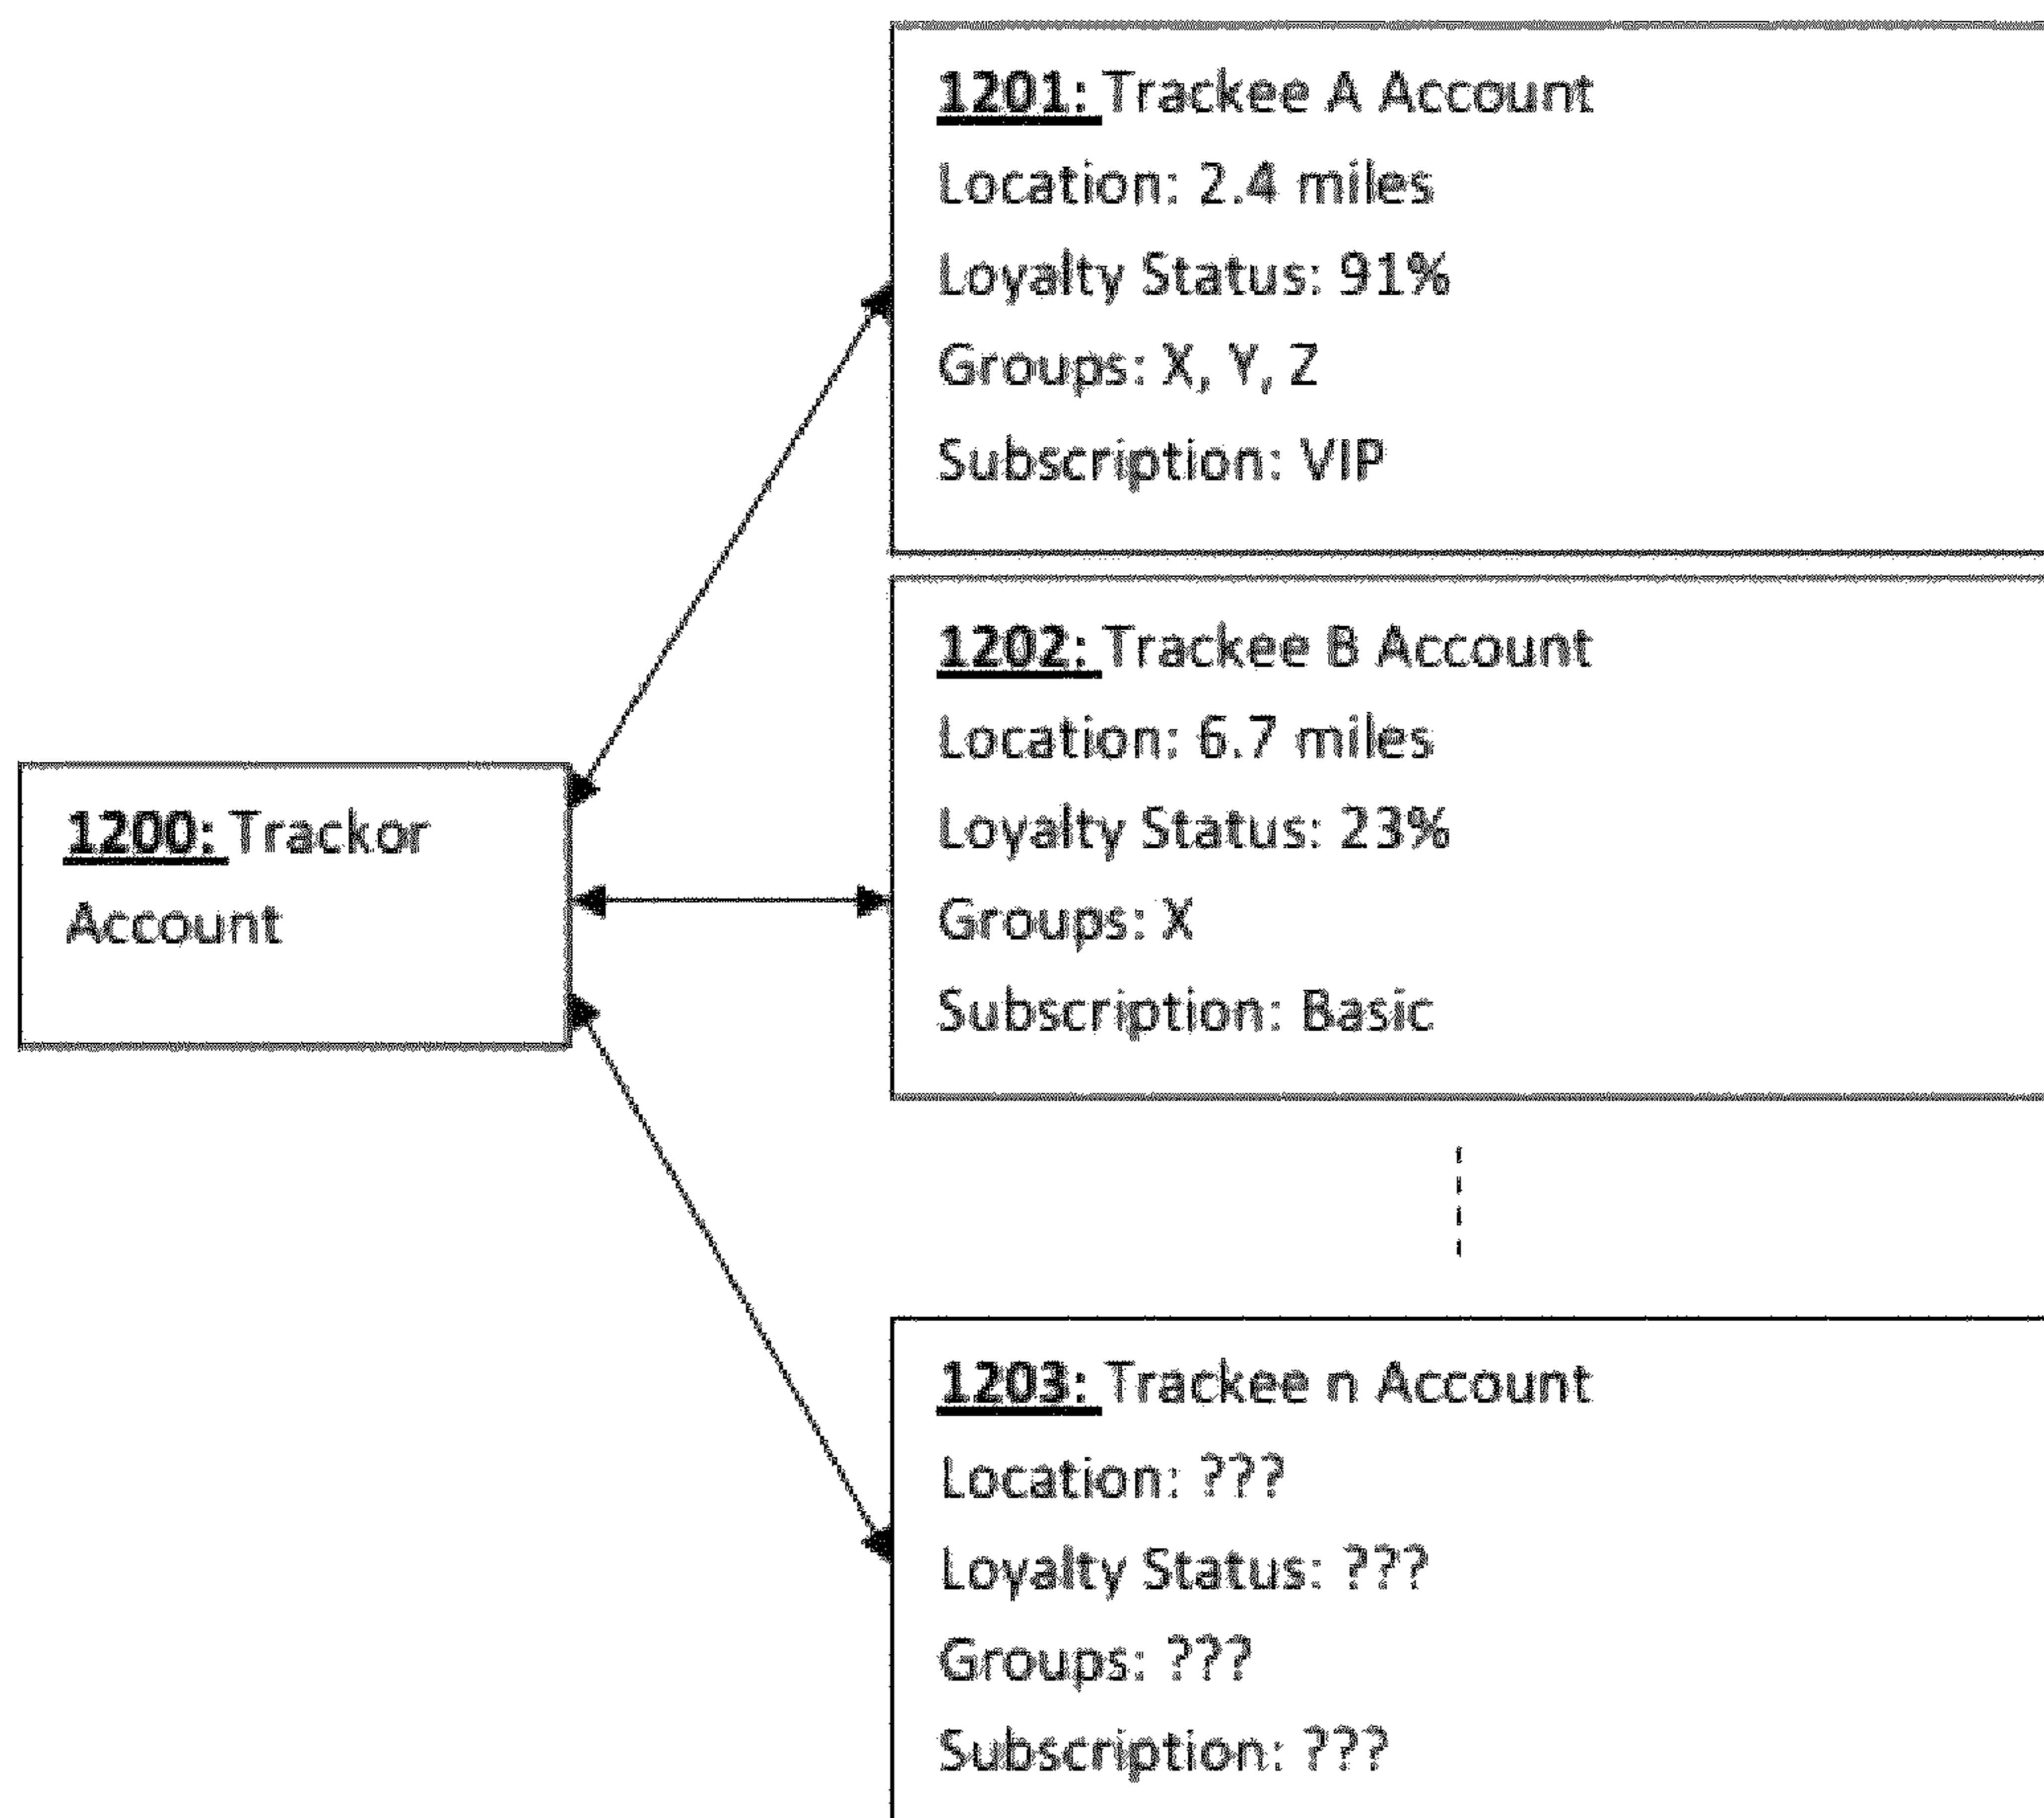 1201: Trackee A Account
Location: 2.4 miles
Loyalty Status: 91%
Groups: X, Y, Z
Subscription: VIP
1202: Trackee B Account
Location: 6.7 miles
Loyalty Status: 23%
Groups: X
Subscription: Basic
1200: Trackor
Account
1203: Trackee n Account
Location: ???
Loyalty Status: ???
Groups: ???
Subscription: ???